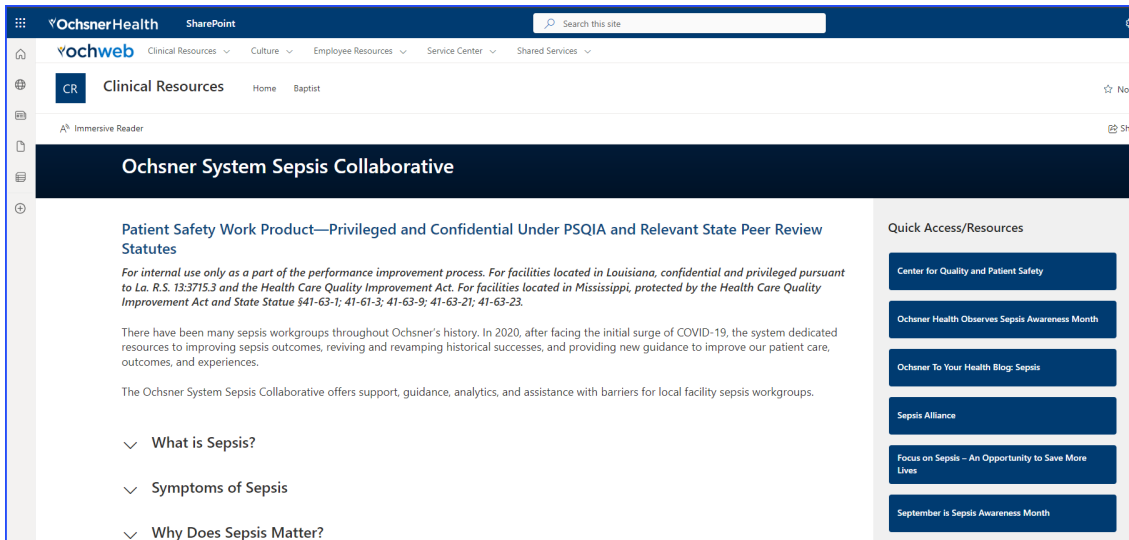 OchsnerHealth SharePoint Search this site
ochweb Clinical Resources Culture Employee Resources Service Center Shared Services
CR Clinical Resources Home Baptist
No
Immersive Reader
Sh
Ochsner System Sepsis Collaborative
Patient Safety Work Product—Privileged and Confidential Under PSQIA and Relevant State Peer Review
Statutes
For internal use only as a part of the performance improvement process. For facilities located in Louisiana, confidential and privileged pursuant
to La. R.S. 13:3715.3 and the Health Care Quality Improvement Act. For facilities located in Mississippi, protected by the Health Care Quality
Improvement Act and State Statue §41-63-1; 41-61-3; 41-63-9; 41-63-21; 41-63-23.
There have been many sepsis workgroups throughout Ochsner's history. In 2020, after facing the initial surge of COVID-19, the system dedicated
resources to improving sepsis outcomes, reviving and revamping historical successes, and providing new guidance to improve our patient care,
outcomes, and experiences.
The Ochsner System Sepsis Collaborative offers support, guidance, analytics, and assistance with barriers for local facility sepsis workgroups.
What is Sepsis?
Symptoms of Sepsis
Why Does Sepsis Matter?
Quick Access/Resources
Center for Quality and Patient Safety
Ochsner Health Observes Sepsis Awareness Month
Ochsner To Your Health Blog: Sepsis
Sepsis Alliance
Focus on Sepsis – An Opportunity to Save More
Lives
September is Sepsis Awareness Month